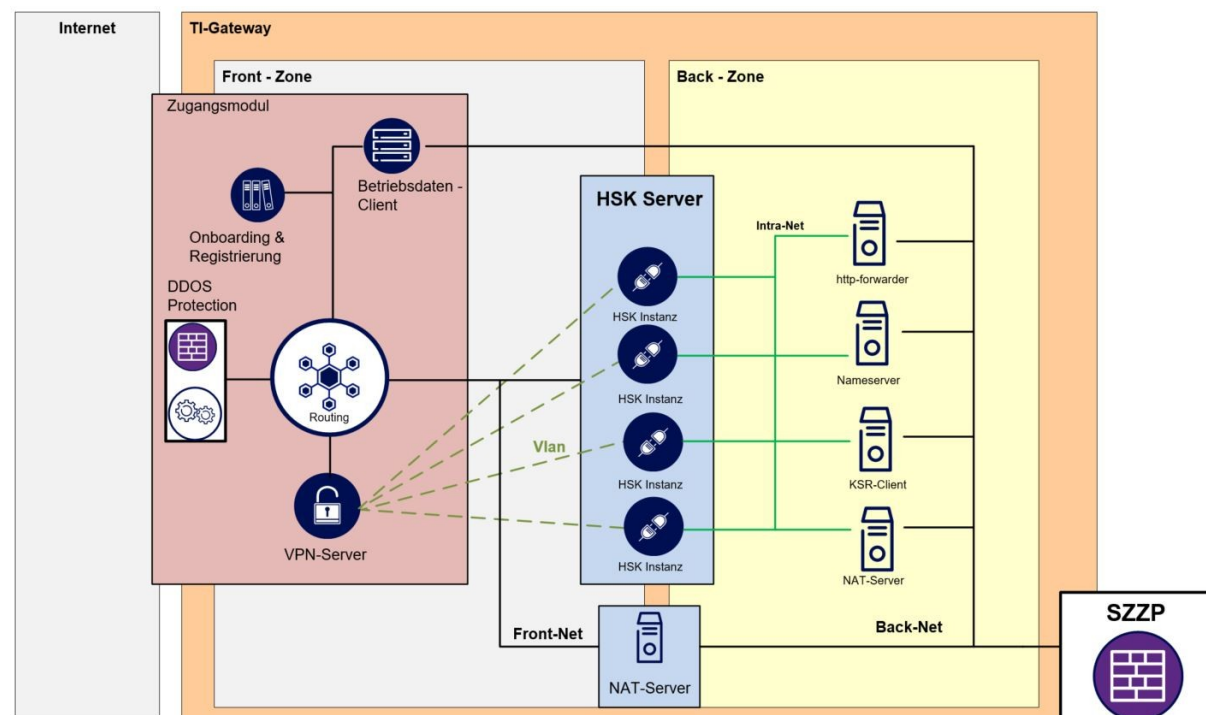 Internet
TI-Gateway
Front - Zone
Back - Zone
Zugangsmodul
Betriebsdaten -
Client
Onboarding &
Registrierung
DDOS
Protection
Routing
VPN-Server
Vlan
HSK Server
HSK Instanz
HSK Instanz
HSK Instanz
HSK Instanz
Intra-Net
http-forwarder
Nameserver
KSR-Client
NAT-Server
Front-Net
NAT-Server
Back-Net
SZZP